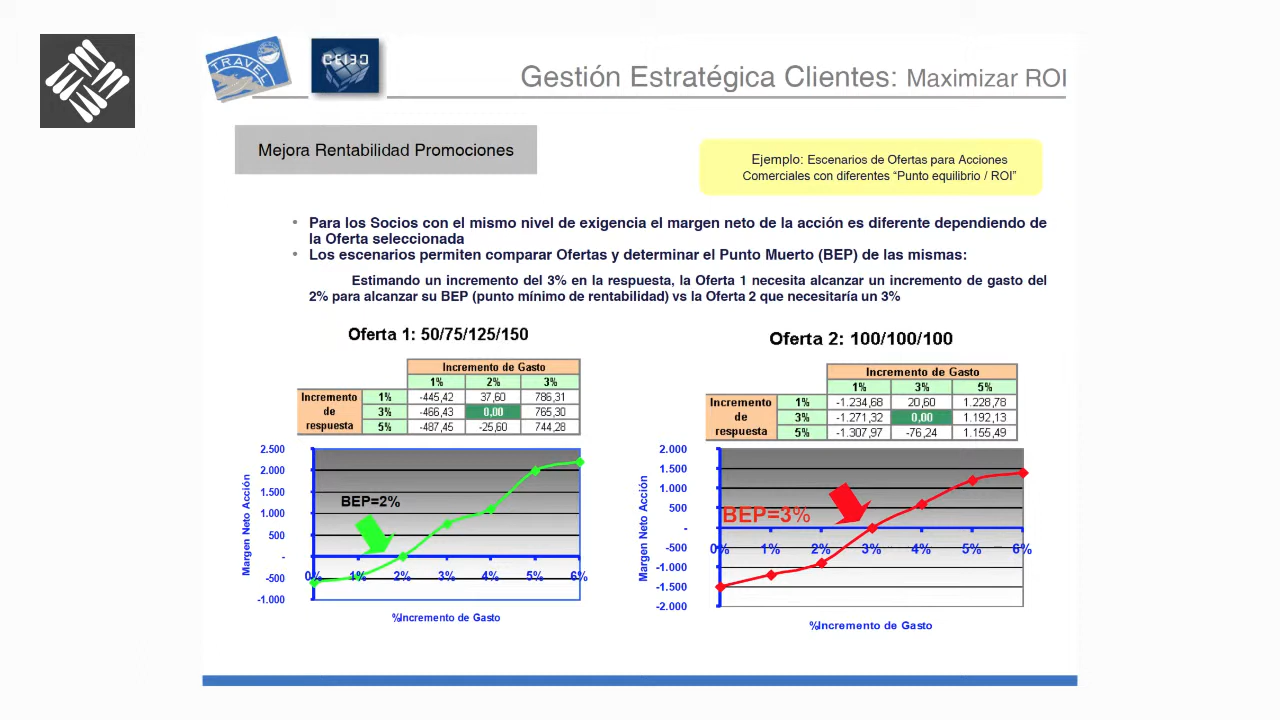 TRAVEL
CEIBO
Gestión Estratégica Clientes: Maximizar ROI
Mejora Rentabilidad Promociones
Ejemplo: Escenarios de Ofertas para Acciones
Comerciales con diferentes “Punto equilibrio / ROI”
• Para los Socios con el mismo nivel de exigencia el margen neto de la acción es diferente dependiendo de
la Oferta seleccionada
• Los escenarios permiten comparar Ofertas y determinar el Punto Muerto (BEP) de las mismas:
Estimando un incremento del 3% en la respuesta, la Oferta 1 necesita alcanzar un incremento de gasto del
2% para alcanzar su BEP (punto mínimo de rentabilidad) vs la Oferta 2 que necesitaría un 3%
Oferta 1: 50/75/125/150
Incremento de Gasto
1% 2% 3%
Incremento de respuesta
1% -445,42 37,60 786,31
3% -466,43 0,00 765,30
5% -487,45 -25,60 744,28
Margen Neto Acción
2.500
2.000
1.500
1.000
500
-
-500
-1.000
BEP=2%
0% 1% 2% 3% 4% 5% 6%
%Incremento de Gasto
Oferta 2: 100/100/100
Incremento de Gasto
1% 3% 5%
Incremento de respuesta
1% -1.234,68 20,60 1.228,78
3% -1.271,32 0,00 1.192,13
5% -1.307,97 -76,24 1.155,49
Margen Neto Acción
2.000
1.500
1.000
500
-
-500
-1.000
-1.500
-2.000
BEP=3%
0% 1% 2% 3% 4% 5% 6%
%Incremento de Gasto